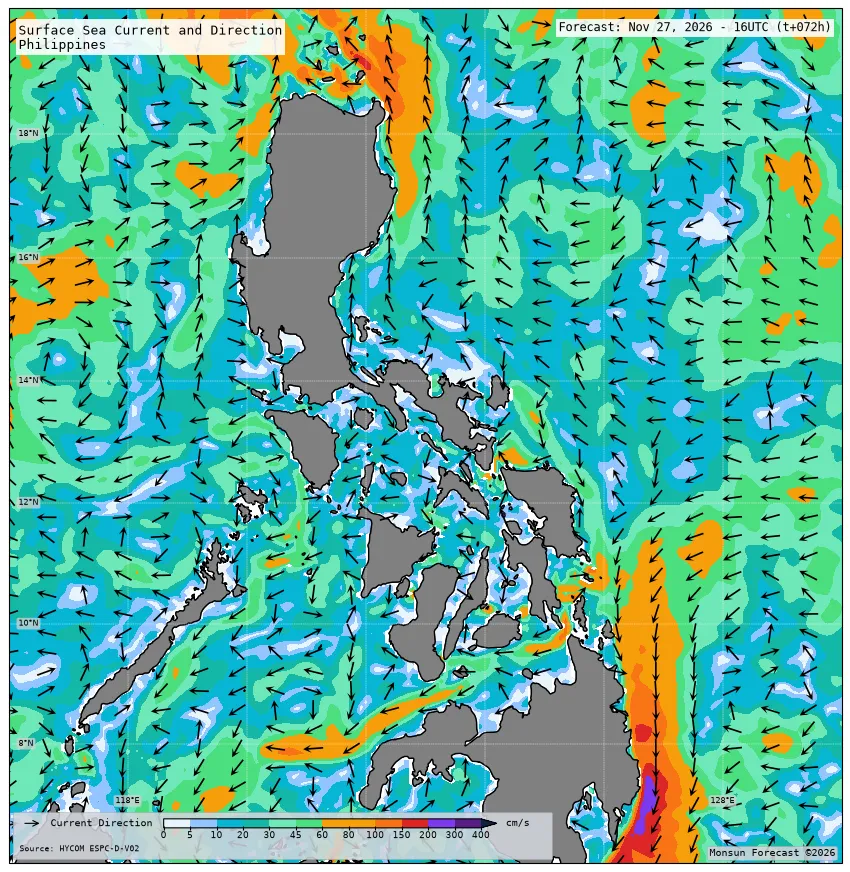 Surface Sea Current and Direction
Philippines
Forecast: Nov 27, 2026 - 16UTC (t+072h)
18°N
16°N
14°N
12°N
10°N
8°N
118°E
128°E
Current Direction
cm/s
0 5 10 20 30 45 60 80 100 150 200 300 400
Source: HYCOM ESPC-D-V02
Monsun Forecast ©2026